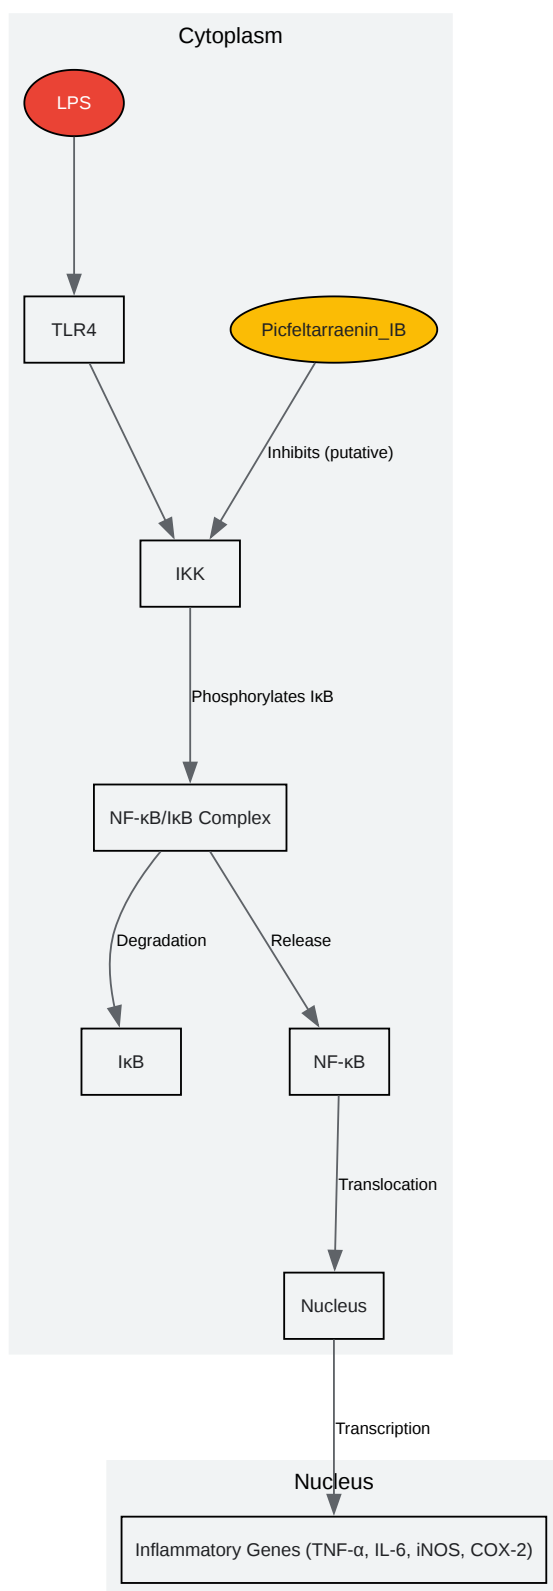 Cytoplasm
LPS
TLR4
Picfeltarraenin_IB
Inhibits (putative)
IKK
Phosphorylates IκB
NF-κB/IκB Complex
Degradation
Release
IκB
NF-κB
Translocation
Nucleus
Transcription
Nucleus
Inflammatory Genes (TNF-α, IL-6, iNOS, COX-2)